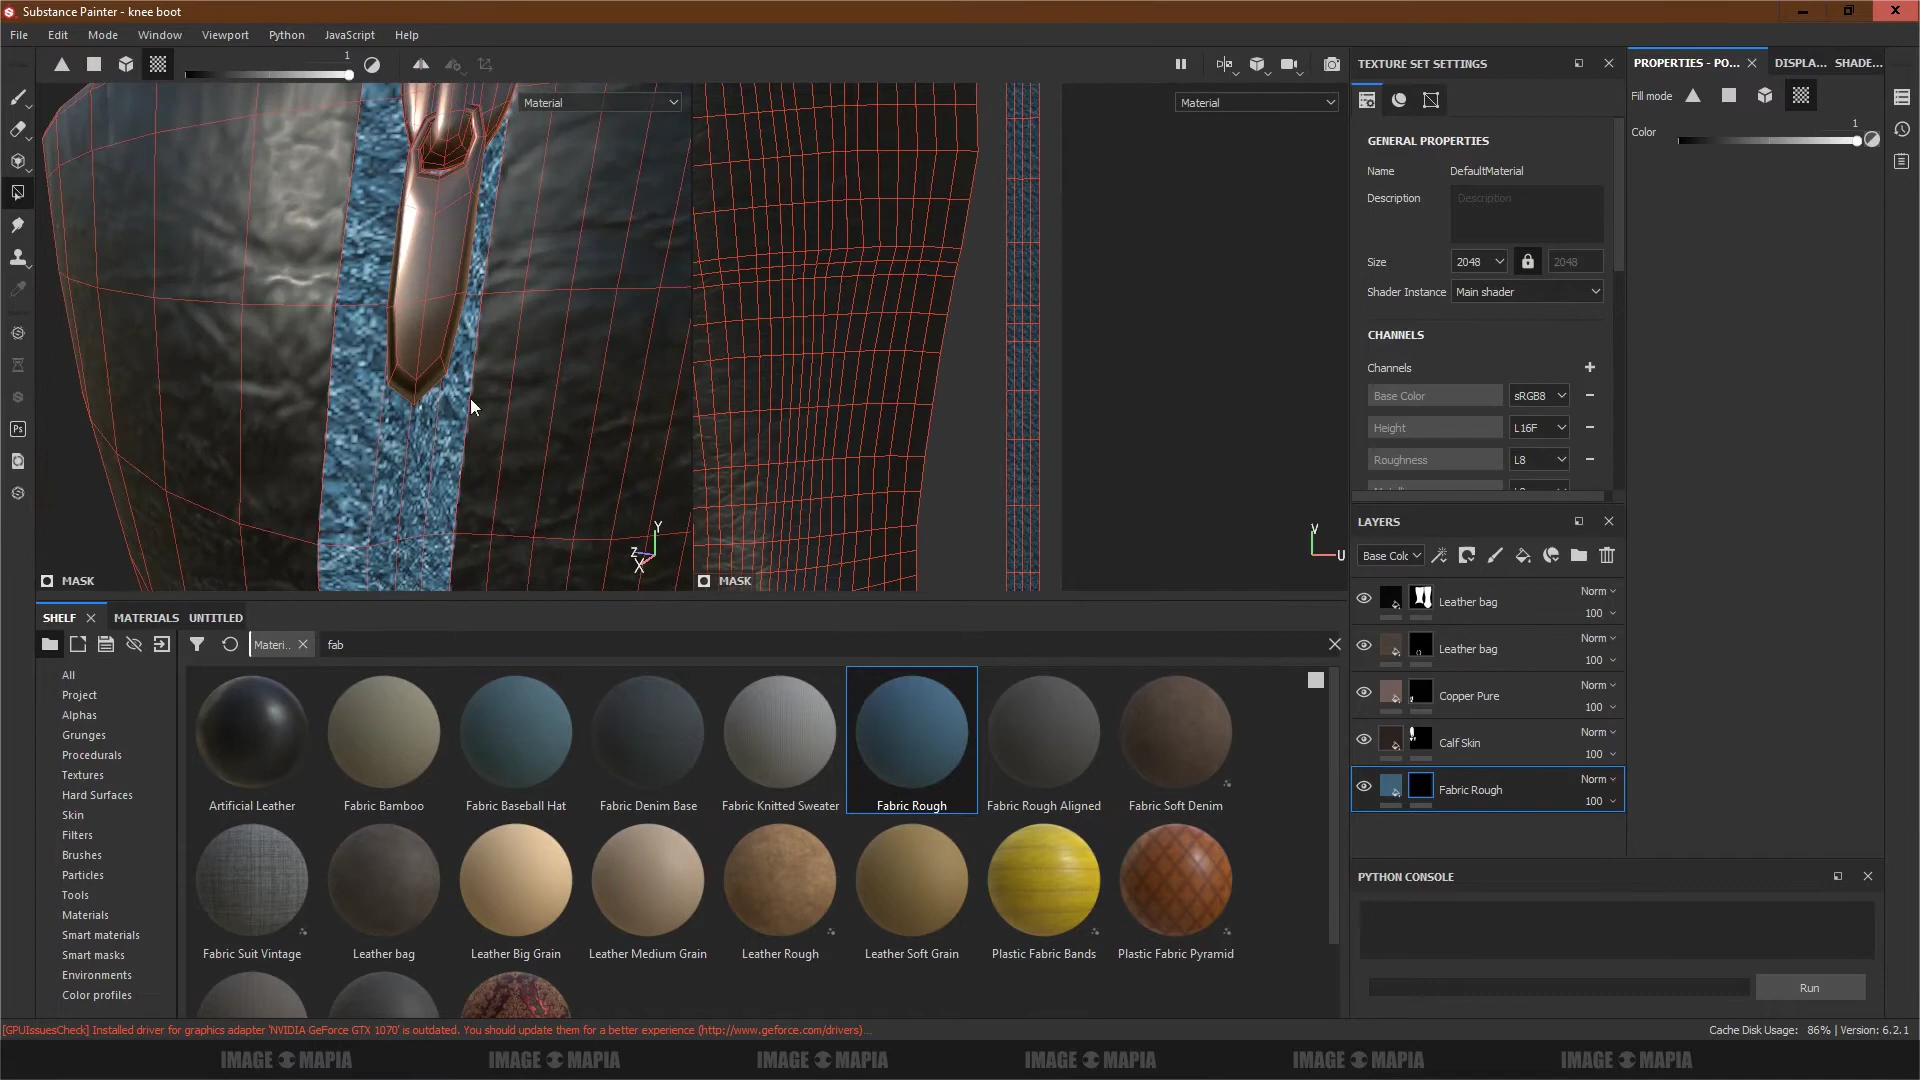 Substance Painter - knee boot
File Edit Mode Window Viewport Python JavaScript Help
1
Material
Material
Y
Z
X
V
U
MASK
MASK
TEXTURE SET SETTINGS
GENERAL PROPERTIES
Name DefaultMaterial
Description Description
Size 2048 2048
Shader Instance Main shader
CHANNELS
Channels
Base Color sRGB8
Height L16F
Roughness L8
PROPERTIES - PO... DISPLA... SHADE...
Fill mode
1
Color
LAYERS
Base Colc
Leather bag Norm 100
Leather bag Norm 100
Copper Pure Norm 100
Calf Skin Norm 100
Fabric Rough Norm 100
PYTHON CONSOLE
Run
SHELF MATERIALS UNTITLED
Materi.. fab
All
Project
Alphas
Grunges
Procedurals
Textures
Hard Surfaces
Skin
Filters
Brushes
Particles
Tools
Materials
Smart materials
Smart masks
Environments
Color profiles
Artificial Leather Fabric Bamboo Fabric Baseball Hat Fabric Denim Base Fabric Knitted Sweater Fabric Rough Fabric Rough Aligned Fabric Soft Denim
Fabric Suit Vintage Leather bag Leather Big Grain Leather Medium Grain Leather Rough Leather Soft Grain Plastic Fabric Bands Plastic Fabric Pyramid
[GPUIssuesCheck] Installed driver for graphics adapter 'NVIDIA GeForce GTX 1070' is outdated. You should update them for a better experience (http://www.geforce.com/drivers)...
Cache Disk Usage: 86% | Version: 6.2.1
IMAGE MAPIA IMAGE MAPIA IMAGE MAPIA IMAGE MAPIA IMAGE MAPIA IMAGE MAPIA